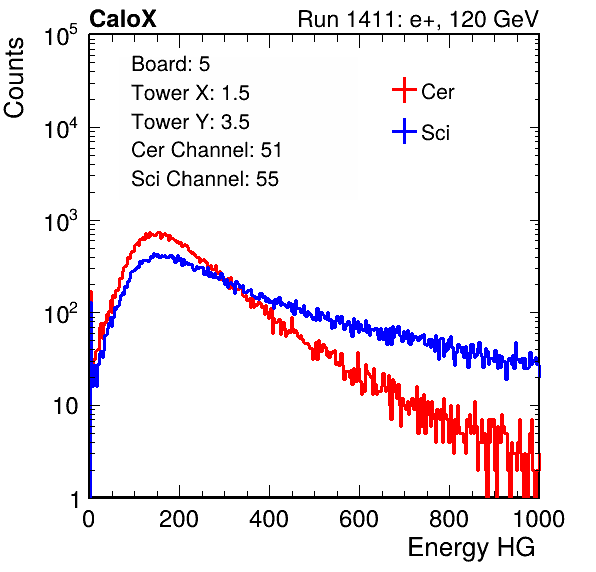 CaloX Run 1411: e+, 120 GeV
Counts
Board: 5
Tower X: 1.5
Tower Y: 3.5
Cer Channel: 51
Sci Channel: 55
Cer
Sci
10^5
10^4
10^3
10^2
10
1
0 200 400 600 800 1000
Energy HG